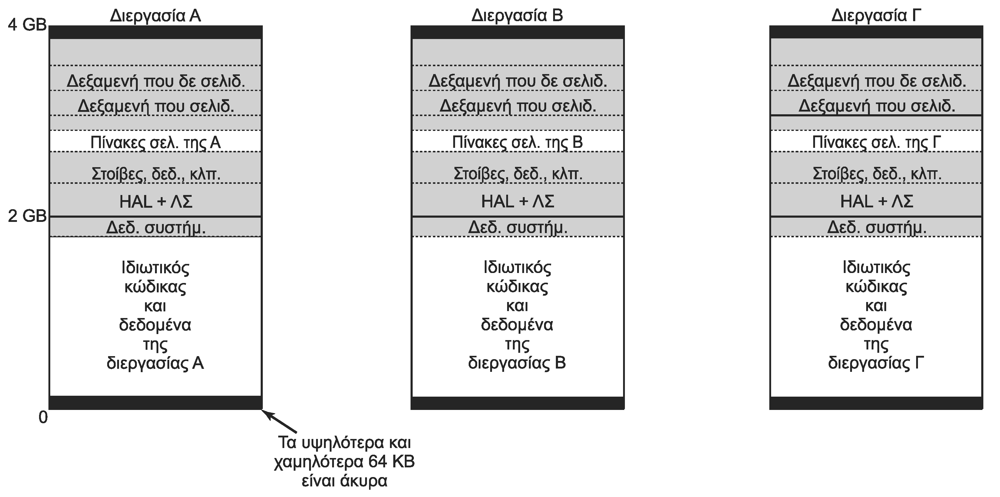 Διεργασία Α
4 GB
Δεξαμενή που δε σελιδ.
Δεξαμενή που σελιδ.
Πίνακες σελ. της Α
Στοίβες, δεδ., κλπ.
HAL + ΛΣ
2 GB
Δεδ. συστήμ.
Ιδιωτικός
κώδικας
και
δεδομένα
της
διεργασίας Α
0
Τα υψηλότερα και
χαμηλότερα 64 KB
είναι άκυρα
Διεργασία Β
Δεξαμενή που δε σελιδ.
Δεξαμενή που σελιδ.
Πίνακες σελ. της Β
Στοίβες, δεδ., κλπ.
HAL + ΛΣ
Δεδ. συστήμ.
Ιδιωτικός
κώδικας
και
δεδομένα
της
διεργασίας Β
Διεργασία Γ
Δεξαμενή που δε σελιδ.
Δεξαμενή που σελιδ.
Πίνακες σελ. της Γ
Στοίβες, δεδ., κλπ.
HAL + ΛΣ
Δεδ. συστήμ.
Ιδιωτικός
κώδικας
και
δεδομένα
της
διεργασίας Γ